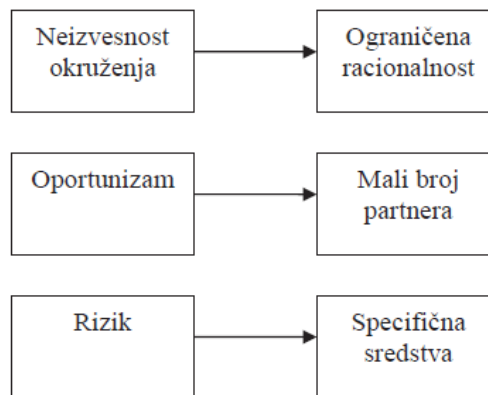 Neizvesnost
okruženja
Ograničena
racionalnost
Oportunizam
Mali broj
partnera
Rizik
Specifična
sredstva